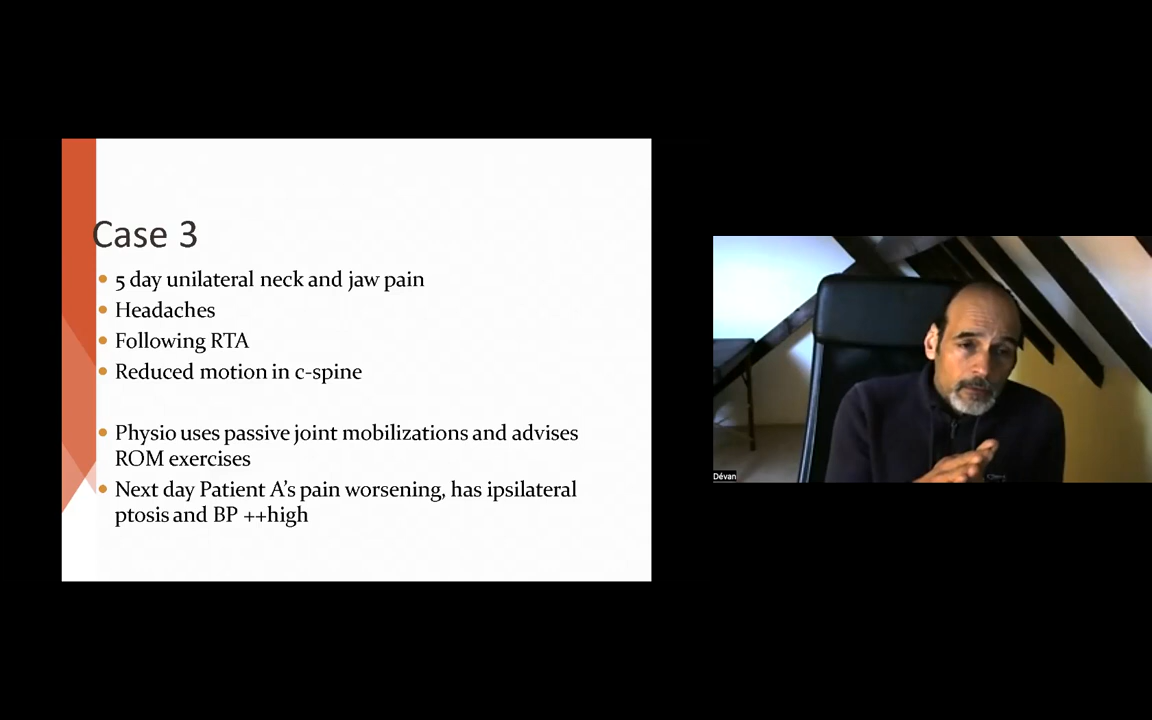 Case 3
5 day unilateral neck and jaw pain
Headaches
Following RTA
Reduced motion in c-spine
Physio uses passive joint mobilizations and advises
ROM exercises
Next day Patient A's pain worsening, has ipsilateral
ptosis and BP ++high
Dévan